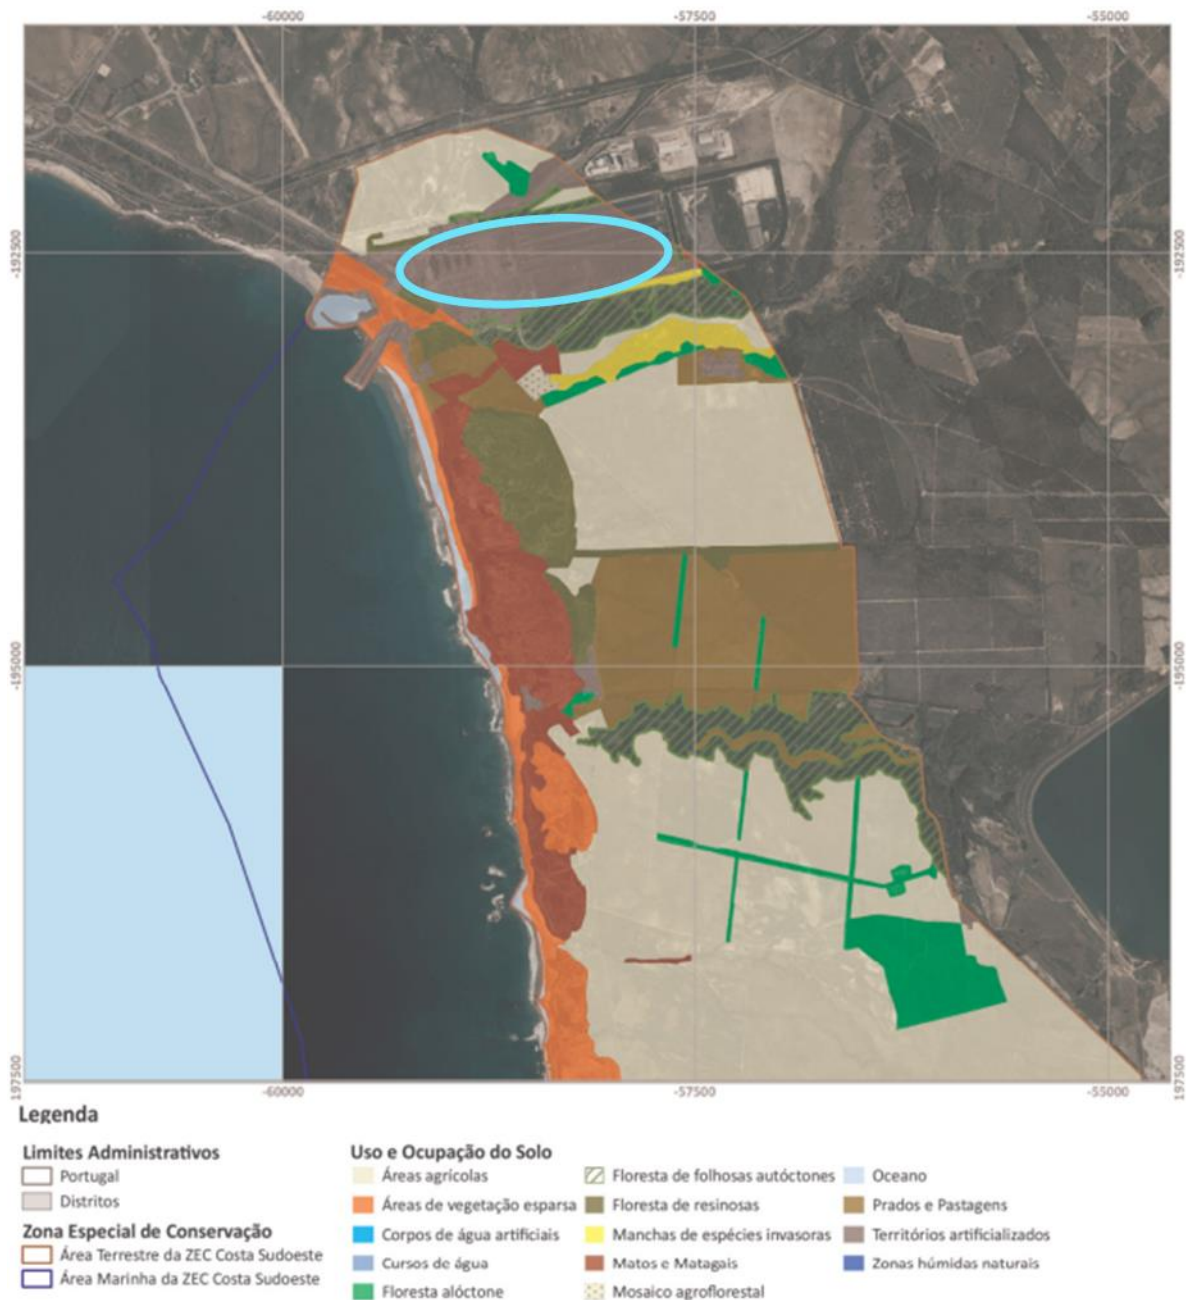 -60000 -57500 -55000
-192500 -192500
-195000 -195000
-197500 -197500
-60000 -57500 -55000
Legenda
Limites Administrativos
Portugal
Distritos
Zona Especial de Conservação
Área Terrestre da ZEC Costa Sudoeste
Área Marinha da ZEC Costa Sudoeste
Uso e Ocupação do Solo
Áreas agrícolas
Áreas de vegetação esparsa
Corpos de água artificiais
Cursos de água
Floresta alóctone
Floresta de folhosas autóctones
Floresta de resinosas
Manchas de espécies invasoras
Matos e Matagais
Mosaico agroflorestal
Oceano
Prados e Pastagens
Territórios artificializados
Zonas húmidas naturais